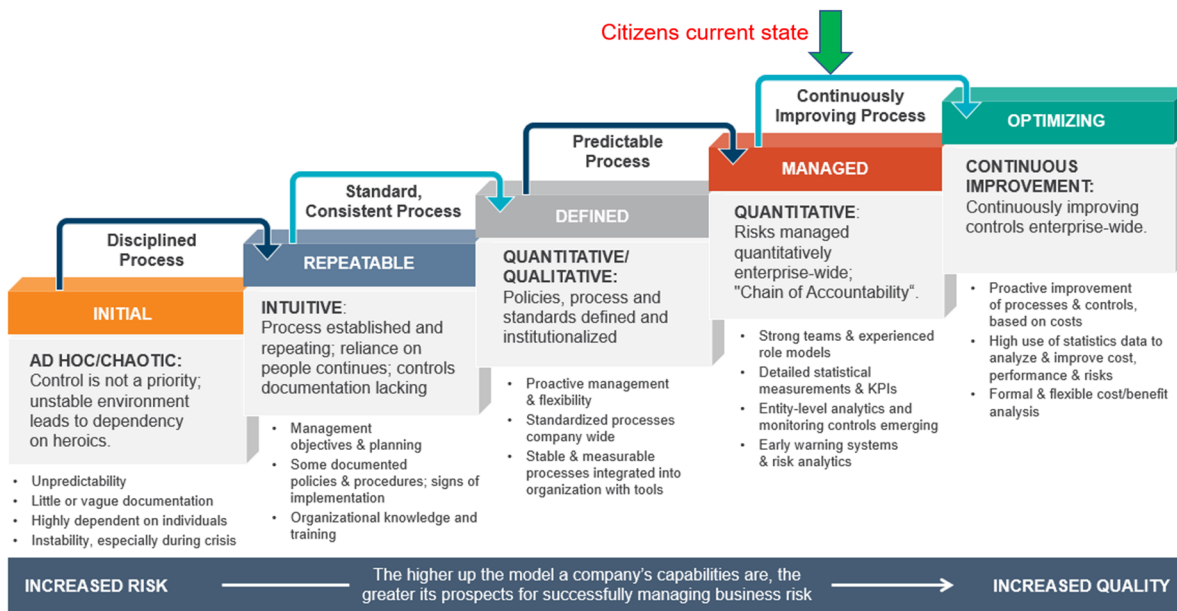 Citizens current state
Disciplined
Process
INITIAL
AD HOC/CHAOTIC:
Control is not a priority;
unstable environment
leads to dependency
on heroics.
• Unpredictability
• Little or vague documentation
• Highly dependent on individuals
• Instability, especially during crisis
Standard,
Consistent Process
REPEATABLE
INTUITIVE:
Process established and
repeating; reliance on
people continues; controls
documentation lacking
• Management
objectives & planning
• Some documented
policies & procedures; signs of
implementation
• Organizational knowledge and
training
Predictable
Process
DEFINED
QUANTITATIVE/
QUALITATIVE:
Policies, process and
standards defined and
institutionalized
• Proactive management
& flexibility
• Standardized processes
company wide
• Stable & measurable
processes integrated into
organization with tools
Continuously
Improving Process
MANAGED
QUANTITATIVE:
Risks managed
quantitatively
enterprise-wide;
"Chain of Accountability“.
• Strong teams & experienced
role models
• Detailed statistical
measurements & KPIs
• Entity-level analytics and
monitoring controls emerging
• Early warning systems
& risk analytics
OPTIMIZING
CONTINUOUS
IMPROVEMENT:
Continuously improving
controls enterprise-wide.
• Proactive improvement
of processes & controls,
based on costs
• High use of statistics data to
analyze & improve cost,
performance & risks
• Formal & flexible cost/benefit
analysis
INCREASED RISK
The higher up the model a company's capabilities are, the
greater its prospects for successfully managing business risk
INCREASED QUALITY